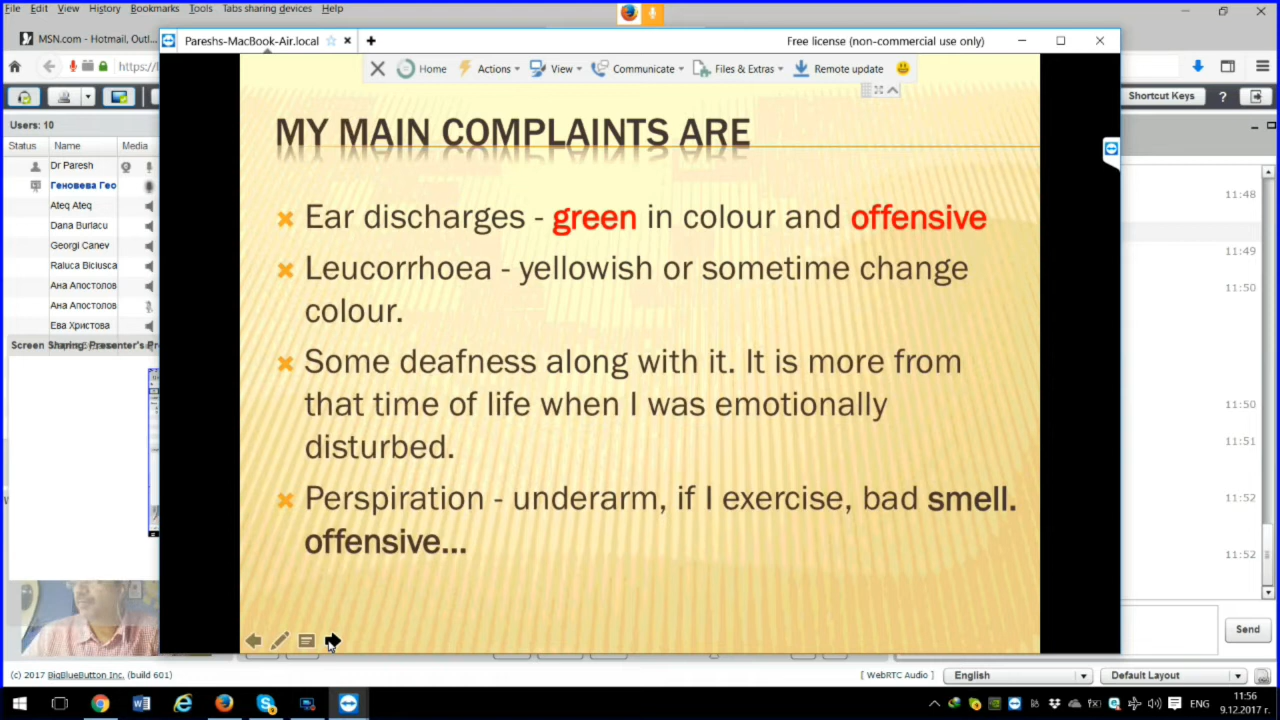 File Edit View History Bookmarks Tools Tabs sharing devices Help
MSN.com - Hotmail, Outl...
Pareshs-MacBook-Air.local
Free license (non-commercial use only)
https://
Home Actions View Communicate Files & Extras Remote update
Shortcut Keys ?
Users: 10
Status Name Media
Dr Paresh
Геновева Гео
Ateq Ateq
Dana Burlacu
Georgi Canev
Raluca Biciusca
Ана Апостолов
Ана Апостолов
Ева Христова
Screen Sharing: Presenter's Pr
MY MAIN COMPLAINTS ARE
Ear discharges - green in colour and offensive
Leucorrhoea - yellowish or sometime change
colour.
Some deafness along with it. It is more from
that time of life when I was emotionally
disturbed.
Perspiration - underarm, if I exercise, bad smell.
offensive...
11:48
11:49
11:50
11:50
11:51
11:52
11:52
Send
(c) 2017 BigBlueButton Inc. (build 601)
[ WebRTC Audio ]
English
Default Layout
ENG
11:56
9.12.2017 г.